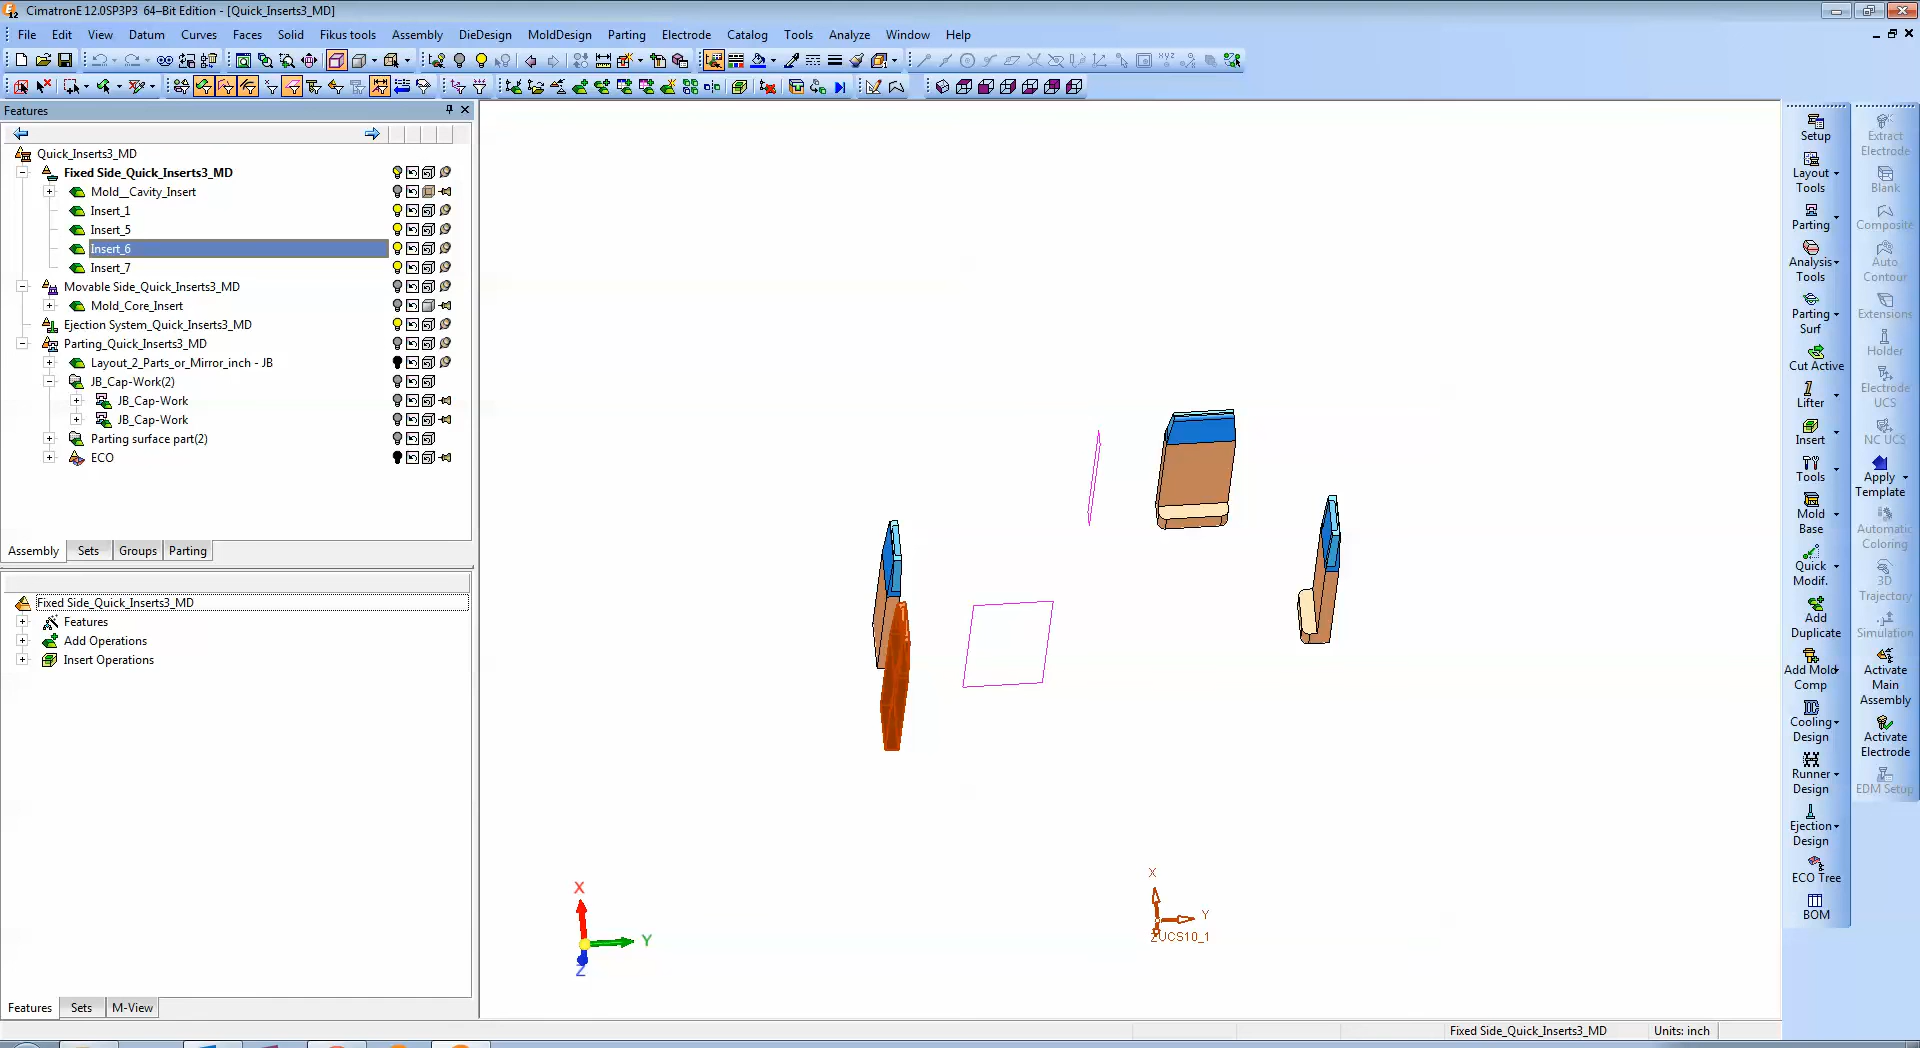 CimatronE 12.0SP3P3  64–Bit Edition - [Quick_Inserts3_MD]
File Edit View Datum Curves Faces Solid Fikus tools Assembly DieDesign MoldDesign Parting Electrode Catalog Tools Analyze Window Help
Features
Quick_Inserts3_MD
Fixed Side_Quick_Inserts3_MD
Mold__Cavity_Insert
Insert_1
Insert_5
Insert_6
Insert_7
Movable Side_Quick_Inserts3_MD
Mold_Core_Insert
Ejection System_Quick_Inserts3_MD
Parting_Quick_Inserts3_MD
Layout_2_Parts_or_Mirror_inch - JB
JB_Cap-Work(2)
JB_Cap-Work
JB_Cap-Work
Parting surface part(2)
ECO
Assembly Sets Groups Parting
Fixed Side_Quick_Inserts3_MD
Features
Add Operations
Insert Operations
Features Sets M-View
X
Y
Z
X
Y
ZUCS10_1
Setup
Layout
Tools
Parting
Analysis
Tools
Parting
Surf
Cut Active
Lifter
Insert
Tools
Mold
Base
Quick
Modif.
Add
Duplicate
Add Mold
Comp
Cooling
Design
Runner
Design
Ejection
Design
ECO Tree
BOM
Extract
Electrode
Blank
Composite
Auto
Contour
Extensions
Holder
Electrode
UCS
NC UCS
Apply
Template
Automatic
Coloring
3D
Trajectory
Simulation
Activate
Main
Assembly
Activate
Electrode
EDM Setup
Fixed Side_Quick_Inserts3_MD Units: inch